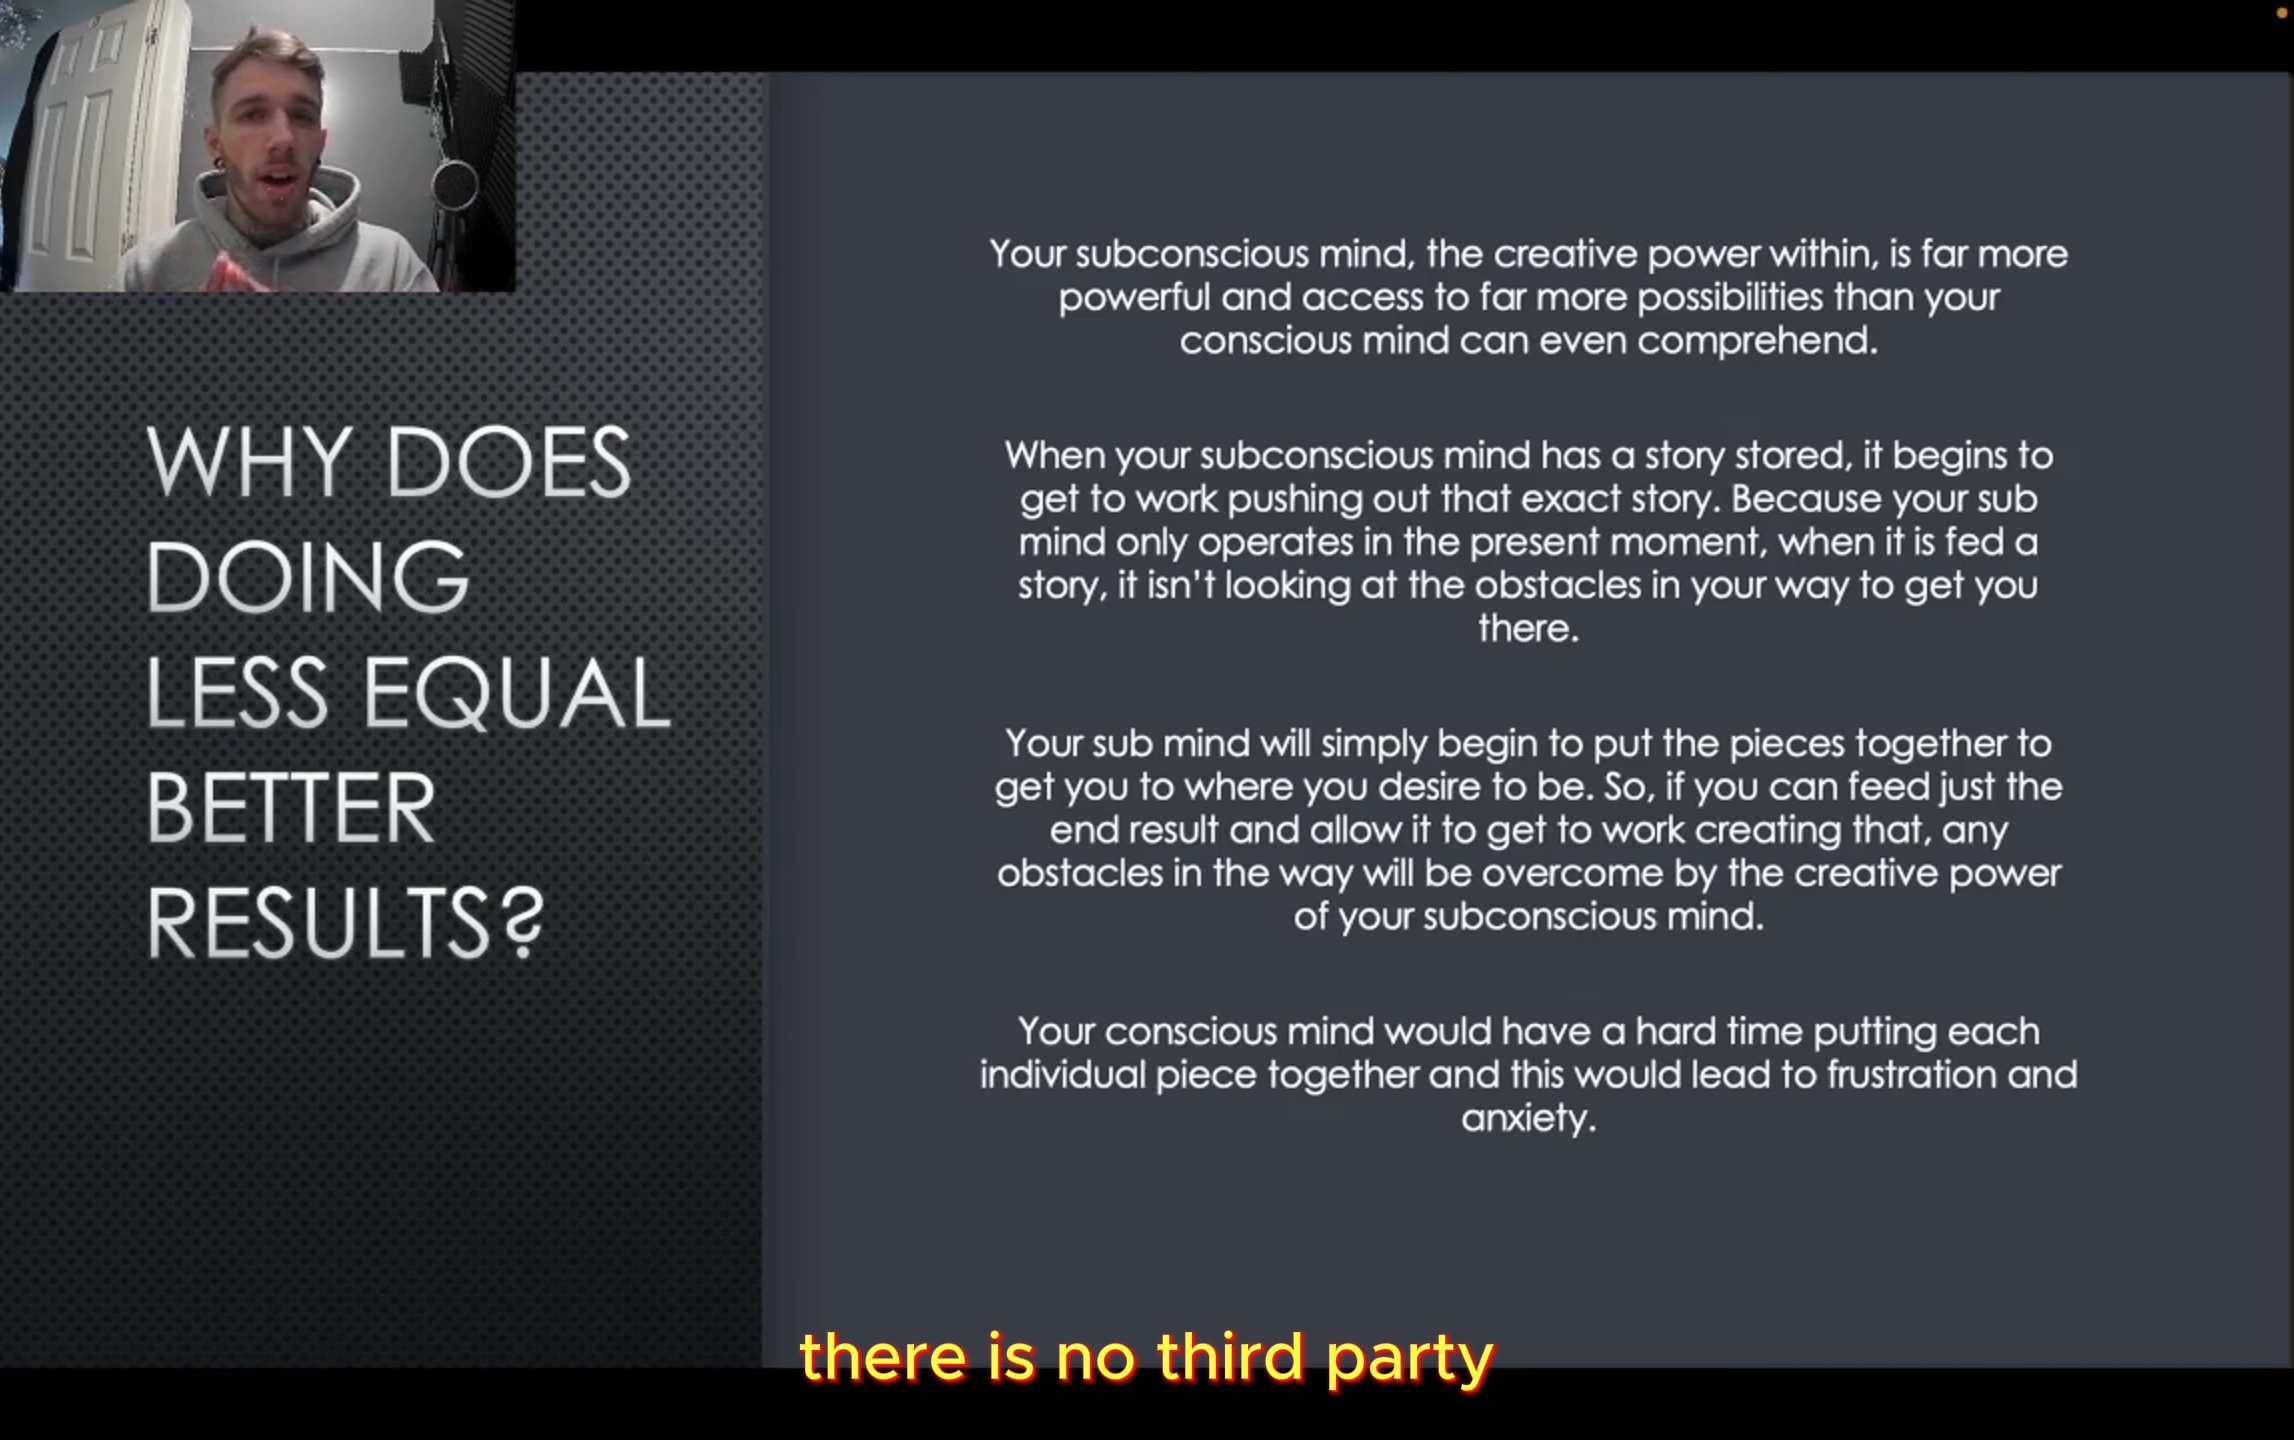 WHY DOES
DOING
LESS EQUAL
BETTER
RESULTS?
Your subconscious mind, the creative power within, is far more
powerful and access to far more possibilities than your
conscious mind can even comprehend.
When your subconscious mind has a story stored, it begins to
get to work pushing out that exact story. Because your sub
mind only operates in the present moment, when it is fed a
story, it isn't looking at the obstacles in your way to get you
there.
Your sub mind will simply begin to put the pieces together to
get you to where you desire to be. So, if you can feed just the
end result and allow it to get to work creating that, any
obstacles in the way will be overcome by the creative power
of your subconscious mind.
Your conscious mind would have a hard time putting each
individual piece together and this would lead to frustration and
anxiety.
there is no third party